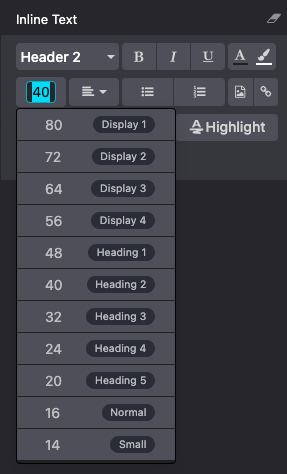 Inline Text
Header 2 B I U A
40
Highlight
80 Display 1
72 Display 2
64 Display 3
56 Display 4
48 Heading 1
40 Heading 2
32 Heading 3
24 Heading 4
20 Heading 5
16 Normal
14 Small